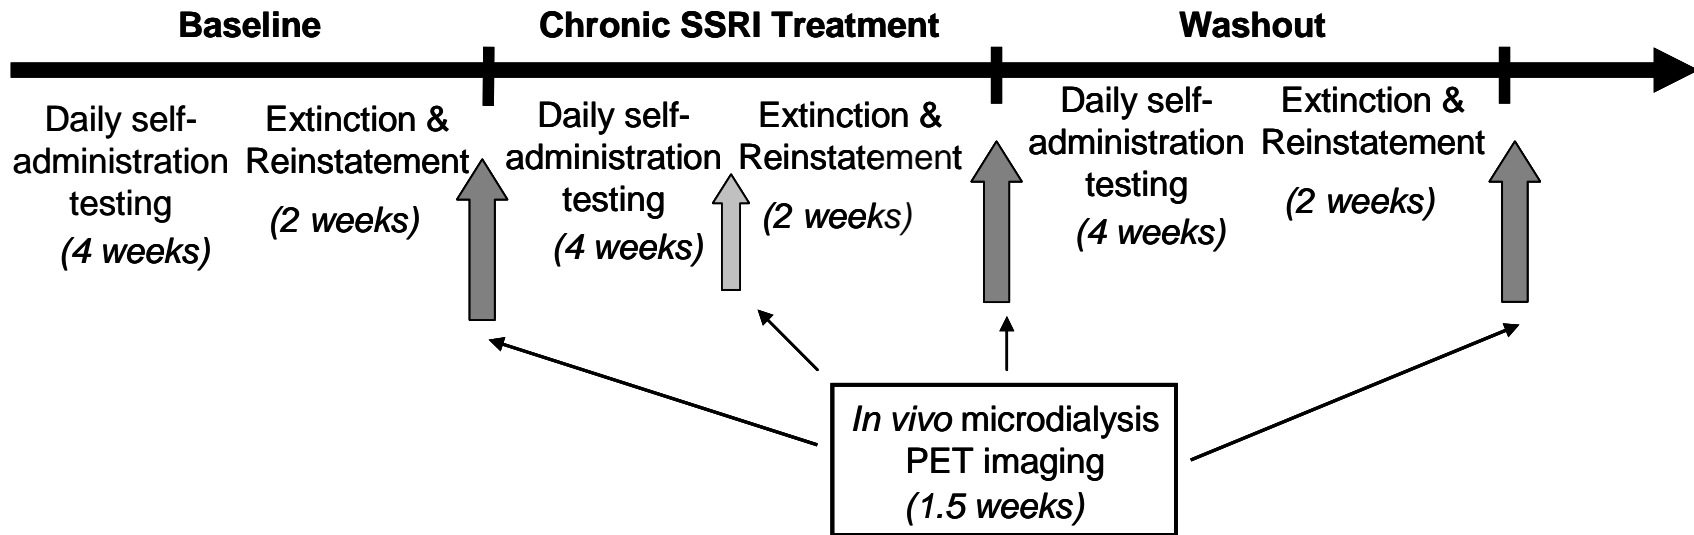 Baseline
Chronic SSRI Treatment
Washout
Daily self-
administration
testing
(4 weeks)
Extinction &
Reinstatement
(2 weeks)
Daily self-
administration
testing
(4 weeks)
Extinction &
Reinstatement
(2 weeks)
Daily self-
administration
testing
(4 weeks)
Extinction &
Reinstatement
(2 weeks)
In vivo microdialysis
PET imaging
(1.5 weeks)